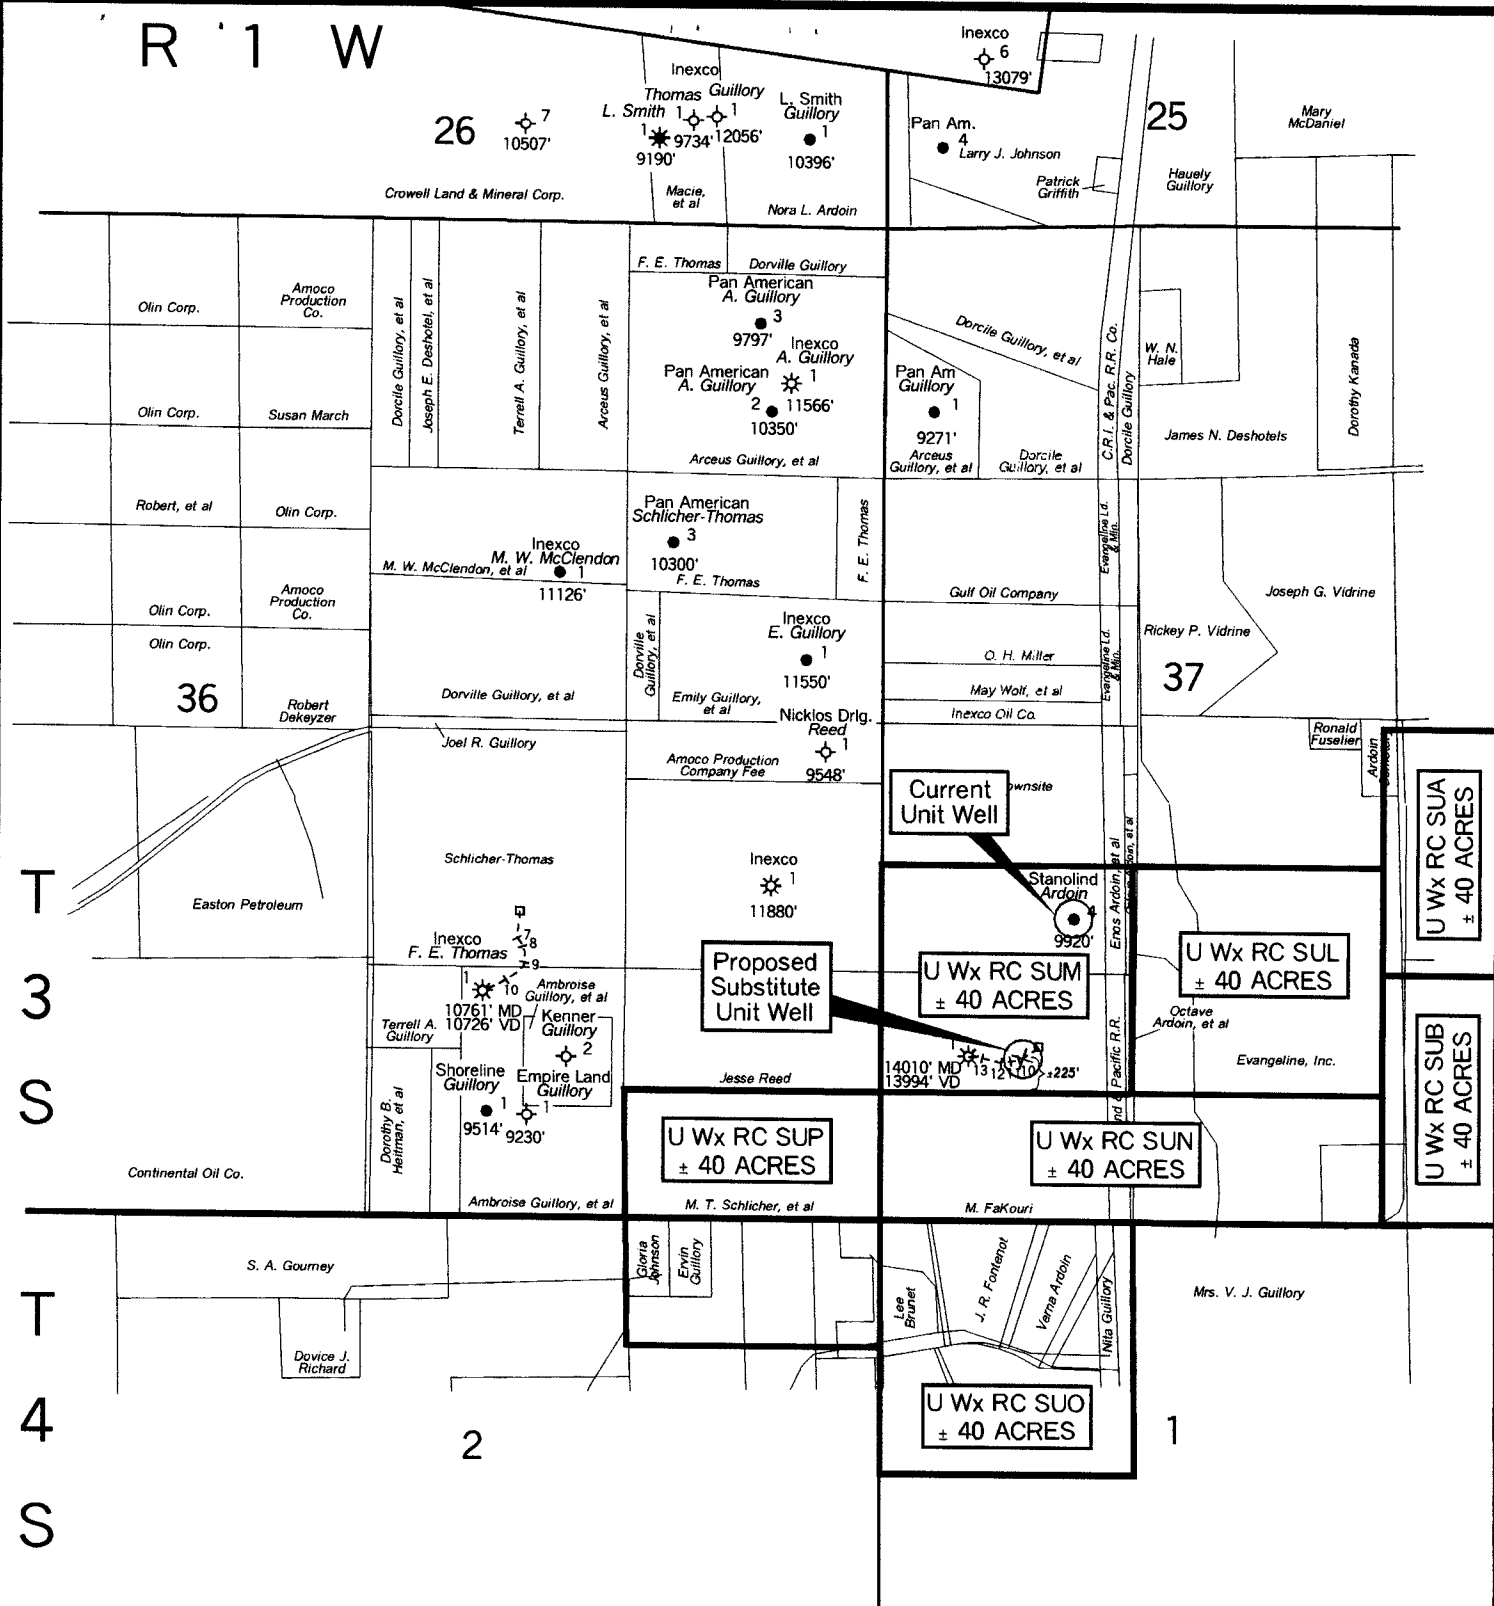 R 1 W
Inexco
6
13079'
Inexco
Thomas
Guillory
L. Smith
1
1
1
9734'
12056'
9190'
L. Smith
Guillory
1
10396'
26
7
10507'
Pan Am.
4
Larry J. Johnson
25
Mary
McDaniel
Patrick
Griffith
Hauely
Guillory
Crowell Land & Mineral Corp.
Macie,
et al
Nora L. Ardoin
F. E. Thomas
Dorville Guillory
Olin Corp.
Amoco
Production
Co.
Dorcile Guillory, et al
Joseph E. Deshotel, et al
Terrell A. Guillory, et al
Arceus Guillory, et al
Pan American
A. Guillory
3
9797'
Inexco
A. Guillory
1
11566'
Pan American
A. Guillory
2
10350'
Arceus Guillory, et al
Dorcile Guillory, et al
Pan Am
Guillory
1
9271'
Arceus
Guillory, et al
Dorcile
Guillory, et al
C.R.I. & Pac. R.R. Co.
Dorcile Guillory
W. N.
Hale
Dorothy Kanada
James N. Deshotels
Olin Corp.
Susan March
Robert, et al
Olin Corp.
Pan American
Schlicher-Thomas
3
10300'
F. E. Thomas
F. E. Thomas
Inexco
M. W. McClendon
M. W. McClendon, et al
1
11126'
Evangeline Ld.
& Min.
Gulf Oil Company
Joseph G. Vidrine
Olin Corp.
Amoco
Production
Co.
Olin Corp.
Dorville
Guillory, et al
Inexco
E. Guillory
1
11550'
Emily Guillory,
et al
O. H. Miller
Evangeline Ld.
& Min.
Rickey P. Vidrine
37
May Wolf, et al
Inexco Oil Co.
36
Robert
Dekeyzer
Dorville Guillory, et al
Joel R. Guillory
Nicklos Drlg.
Reed
1
9548'
Amoco Production
Company Fee
Ronald
Fuselier
Ardoin
Current
Unit Well
ownsite
U Wx RC SUA
± 40 ACRES
Schlicher-Thomas
Easton Petroleum
Inexco
1
11880'
Stanolind
Ardoin
4
9920'
Enos Ardoin, et al
T
3
S
7
8
9
10
Inexco
F. E. Thomas
1
10761' MD
10726' VD
Ambroise
Guillory, et al
Kenner
Guillory
2
Terrell A.
Guillory
Proposed
Substitute
Unit Well
U Wx RC SUM
± 40 ACRES
U Wx RC SUL
± 40 ACRES
Octave
Ardoin, et al
Evangeline, Inc.
1
14010' MD
13994' VD
13
12
11
10
±225'
nd & Pacific R.R.
U Wx RC SUB
± 40 ACRES
Shoreline
Guillory
1
9514'
Empire Land
Guillory
1
9230'
Jesse Reed
Dorothy B.
Heitman, et al
U Wx RC SUP
± 40 ACRES
U Wx RC SUN
± 40 ACRES
Continental Oil Co.
Ambroise Guillory, et al
M. T. Schlicher, et al
M. FaKouri
S. A. Gourney
Gloria
Johnson
Ervin
Guillory
Lee
Brunet
J. R. Fontenot
Verna Ardoin
Nita Guillory
Mrs. V. J. Guillory
T
4
S
Dovice J.
Richard
U Wx RC SUO
± 40 ACRES
2
1